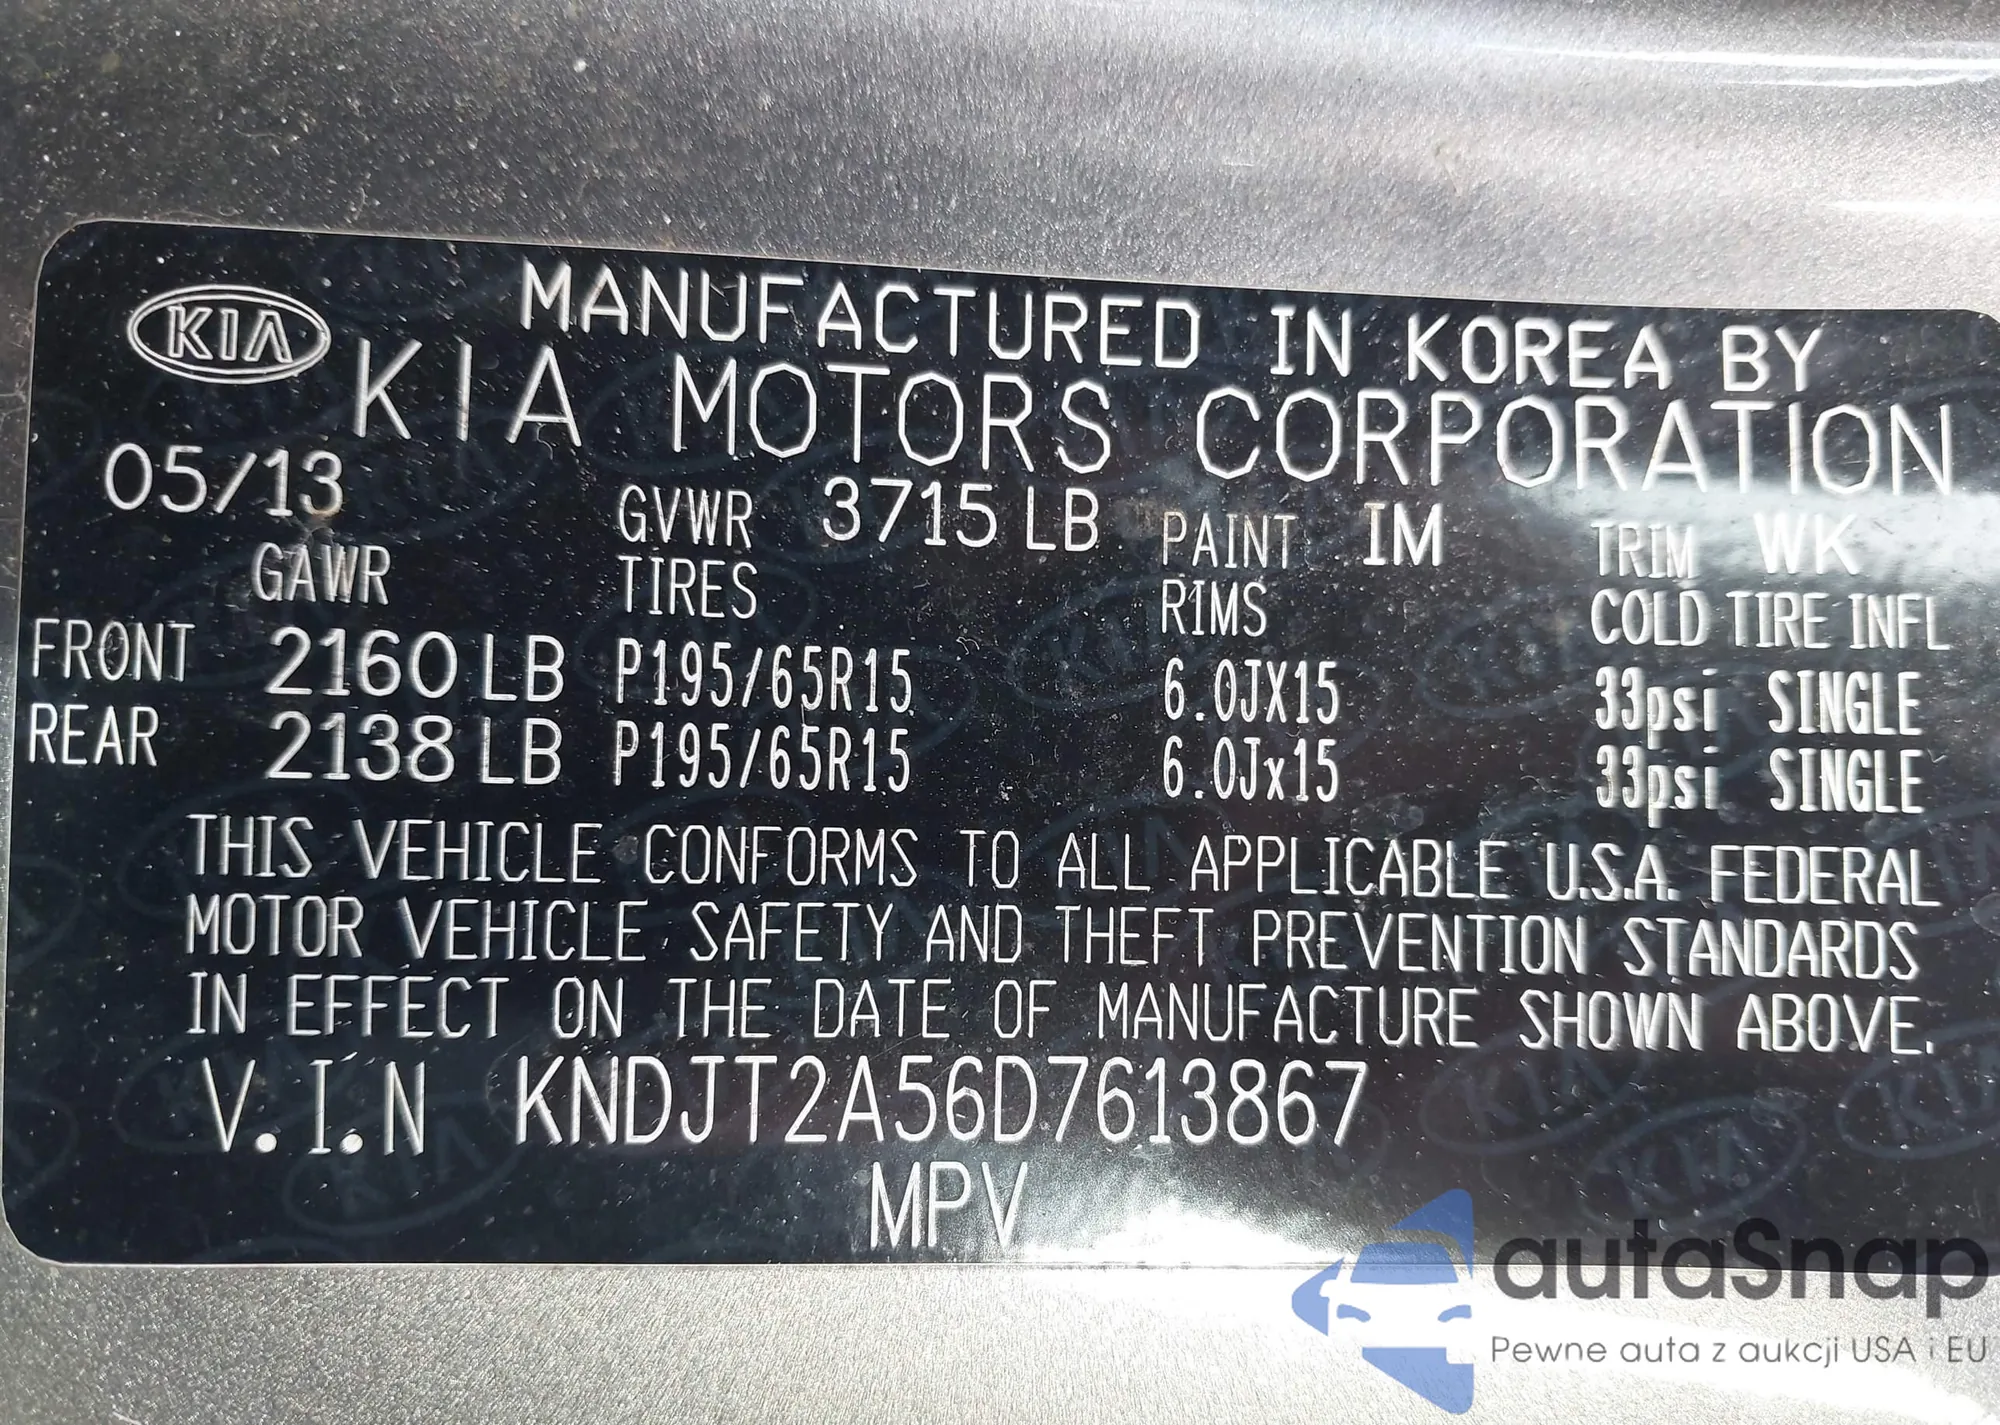 KIA MANUFACTURED IN KOREA BY
KIA MOTORS CORPORATION
05/13 GVWR 3715 LB PAINT IM TRIM WK
GAWR TIRES RIMS COLD TIRE INFL
FRONT 2160 LB P195/65R15 6.0JX15 33psi SINGLE
REAR 2138 LB P195/65R15 6.0Jx15 33psi SINGLE
THIS VEHICLE CONFORMS TO ALL APPLICABLE U.S.A. FEDERAL
MOTOR VEHICLE SAFETY AND THEFT PREVENTION STANDARDS
IN EFFECT ON THE DATE OF MANUFACTURE SHOWN ABOVE.
V.I.N KNDJT2A56D7613867
MPV
autaSnap
Pewne auta z aukcji USA i EU